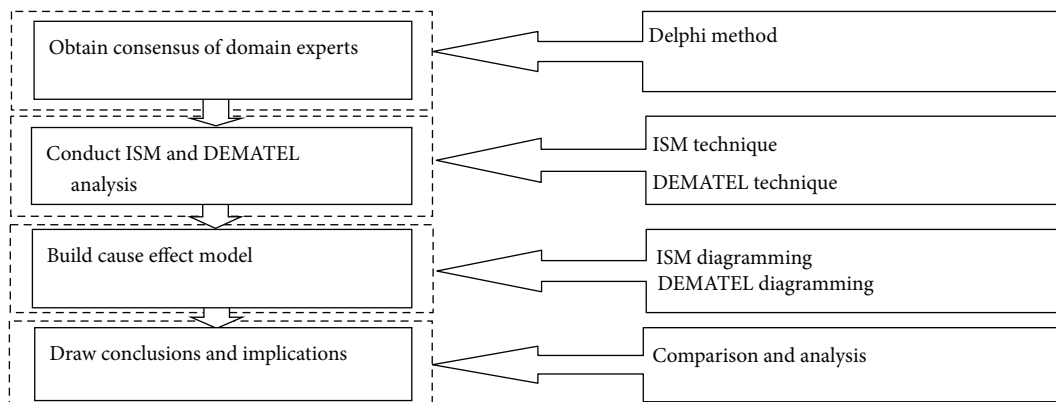 Obtain consensus of domain experts
Delphi method
Conduct ISM and DEMATEL
analysis
ISM technique
DEMATEL technique
Build cause effect model
ISM diagramming
DEMATEL diagramming
Draw conclusions and implications
Comparison and analysis